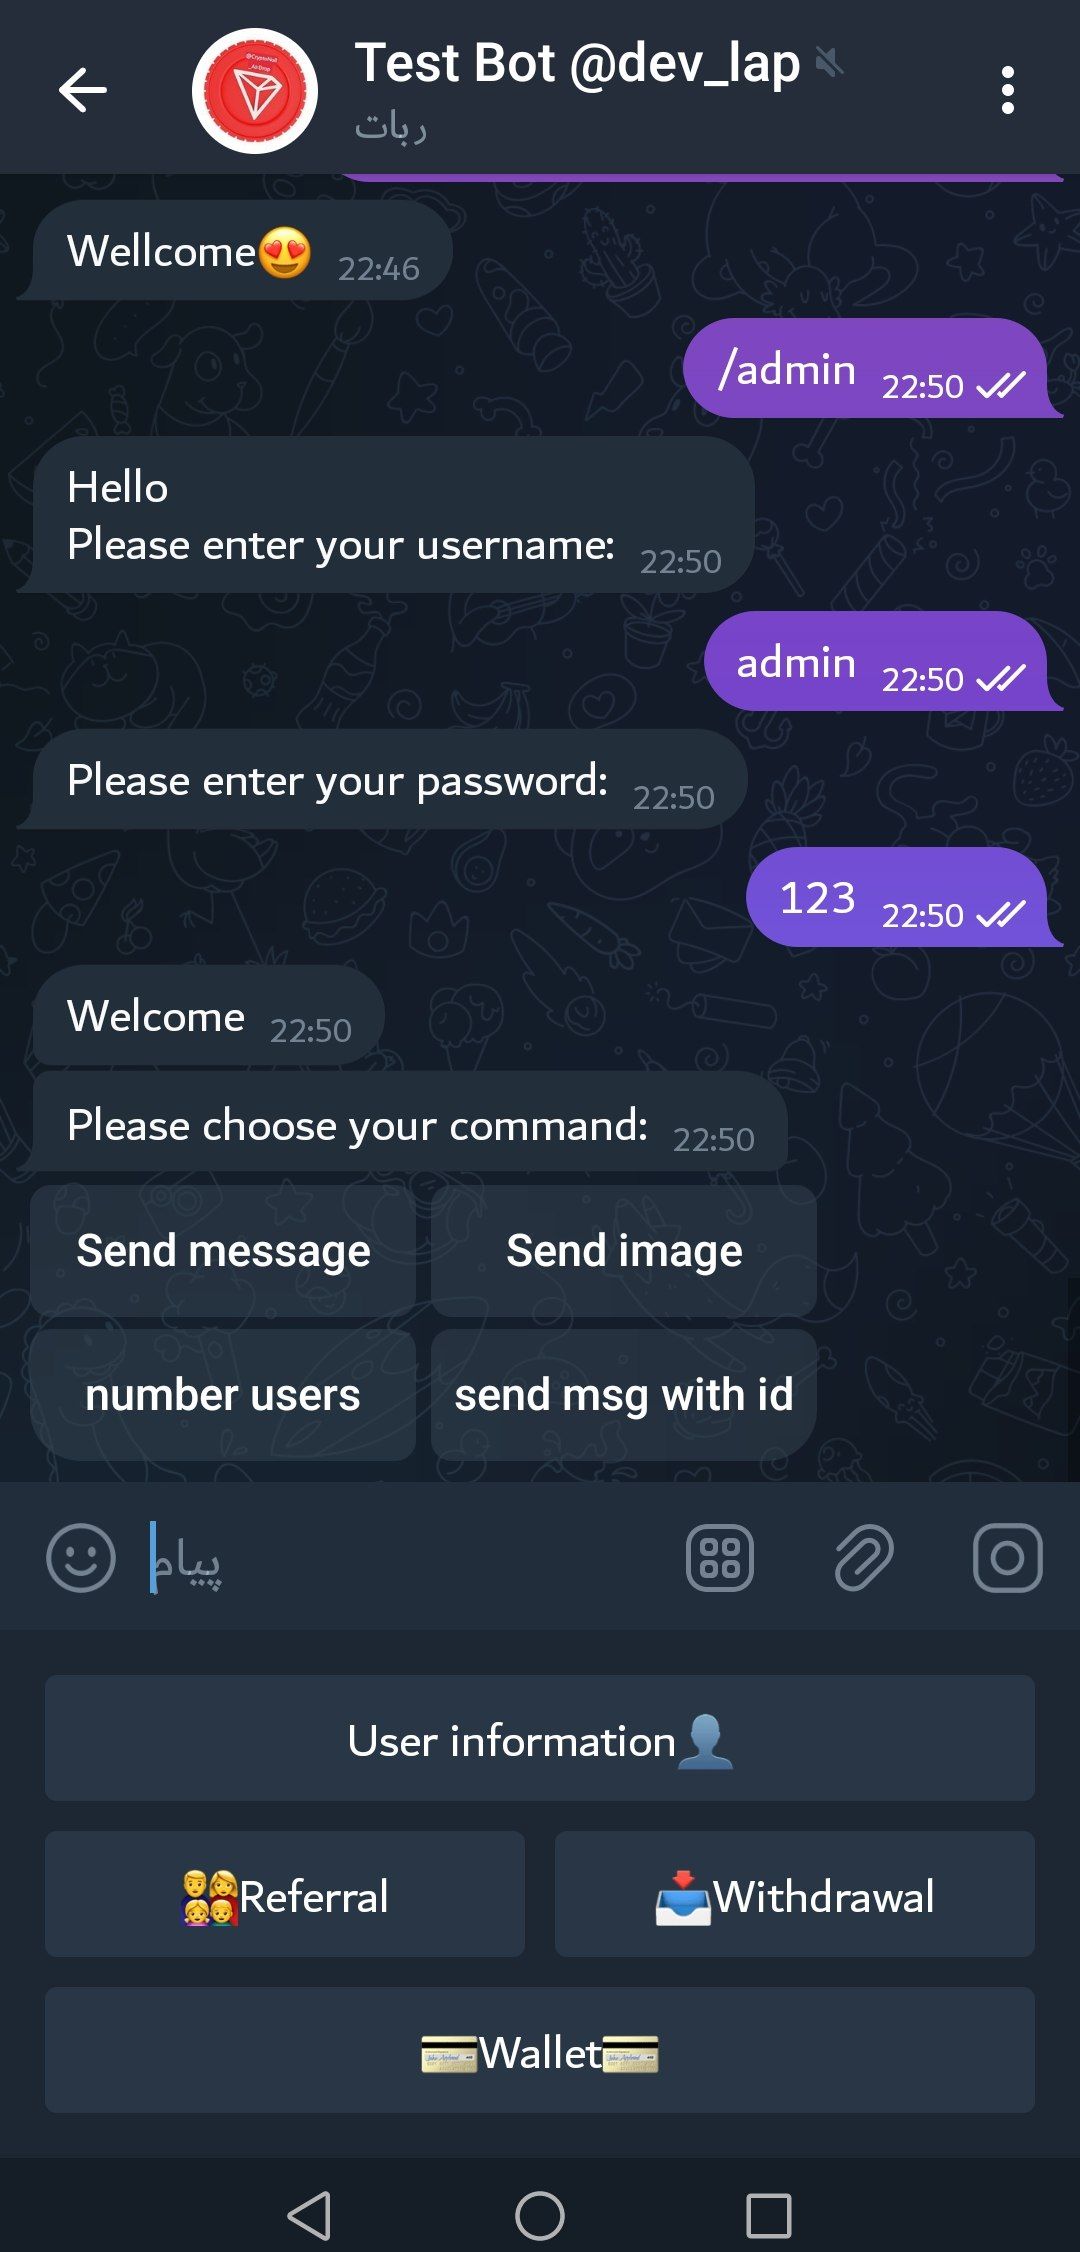 Test Bot @dev_lap
ربات
Wellcome😍 22:46
/admin 22:50
Hello
Please enter your username: 22:50
admin 22:50
Please enter your password: 22:50
123 22:50
Welcome 22:50
Please choose your command: 22:50
Send message
Send image
number users
send msg with id
پیام
User information👤
👨‍👩‍👧‍👦Referral
📥Withdrawal
💳Wallet💳